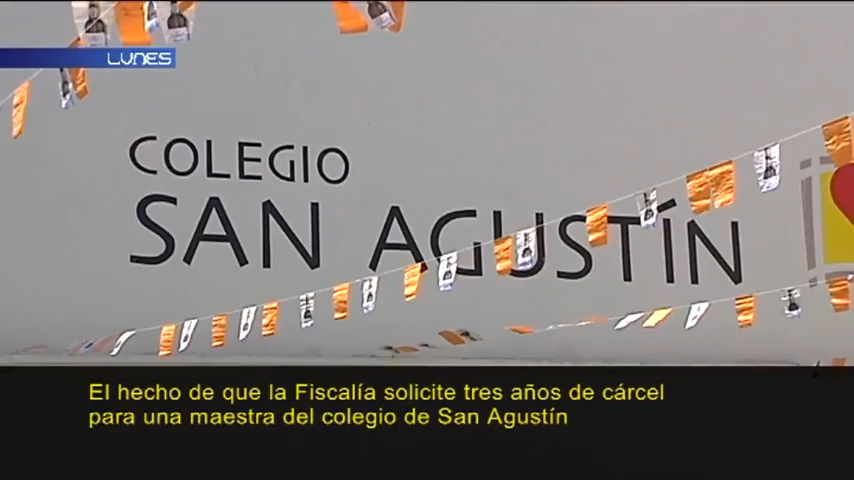 LUNES
COLEGIO
SAN AGUSTÍN
El hecho de que la Fiscalía solicite tres años de cárcel
para una maestra del colegio de San Agustín